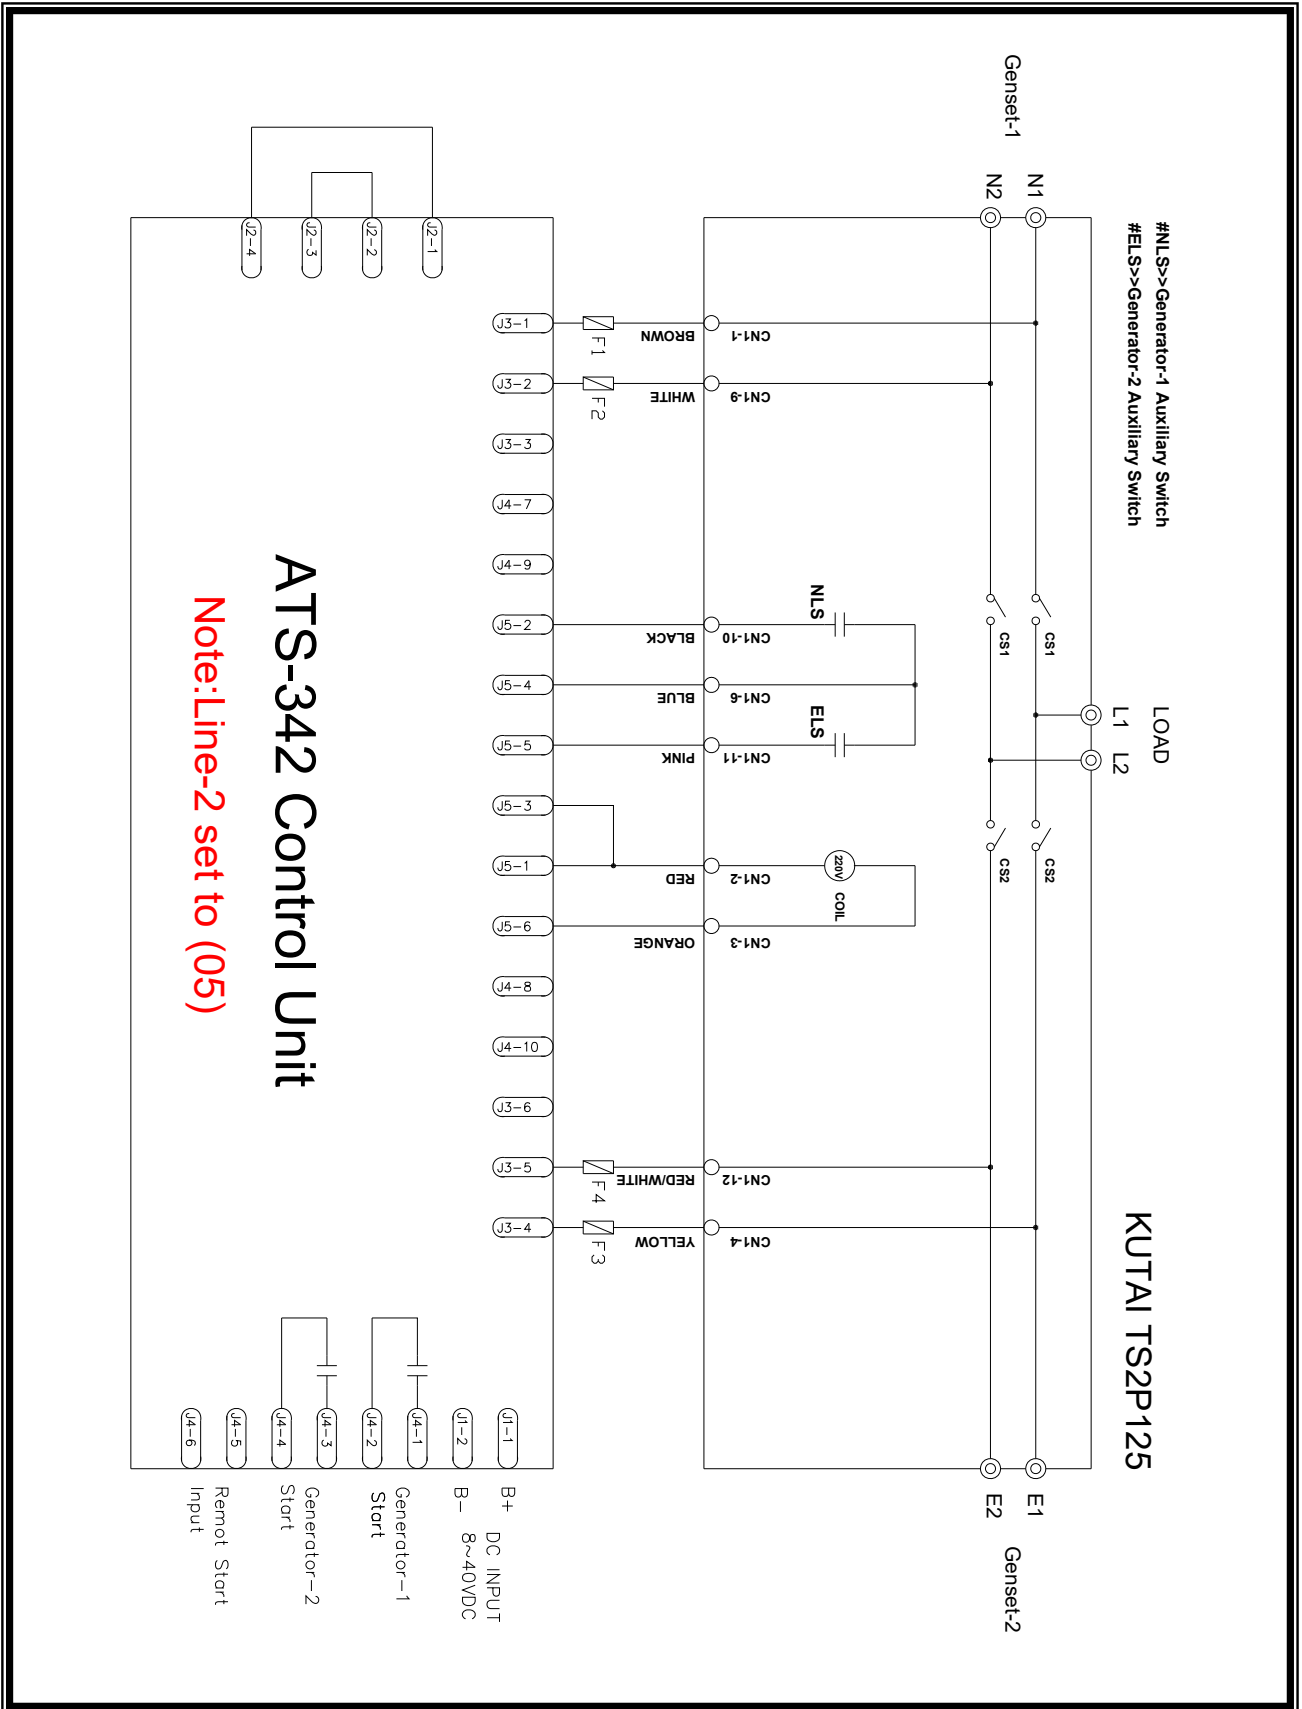 KUTAI TS2P125
#NLS>>Generator-1 Auxiliary Switch
#ELS>>Generator-2 Auxiliary Switch
LOAD
L1
L2
Genset-1
N1
N2
CS1
CS1
CS2
CS2
E1
E2
Genset-2
NLS
ELS
220V
COIL
CN1-1
CN1-9
CN1-10
CN1-6
CN1-11
CN1-2
CN1-3
CN1-12
CN1-4
BROWN
WHITE
BLACK
BLUE
PINK
RED
ORANGE
RED/WHITE
YELLOW
F1
F2
F4
F3
J3-1
J3-2
J3-3
J4-7
J4-9
J5-2
J5-4
J5-5
J5-3
J5-1
J5-6
J4-8
J4-10
J3-6
J3-5
J3-4
J2-1
J2-2
J2-3
J2-4
ATS-342 Control Unit
Note:Line-2 set to (05)
J1-1
B+
DC INPUT
J1-2
B-
8~40VDC
J4-1
Generator-1
J4-2
Start
J4-3
Generator-2
J4-4
Start
J4-5
Remot Start
J4-6
Input